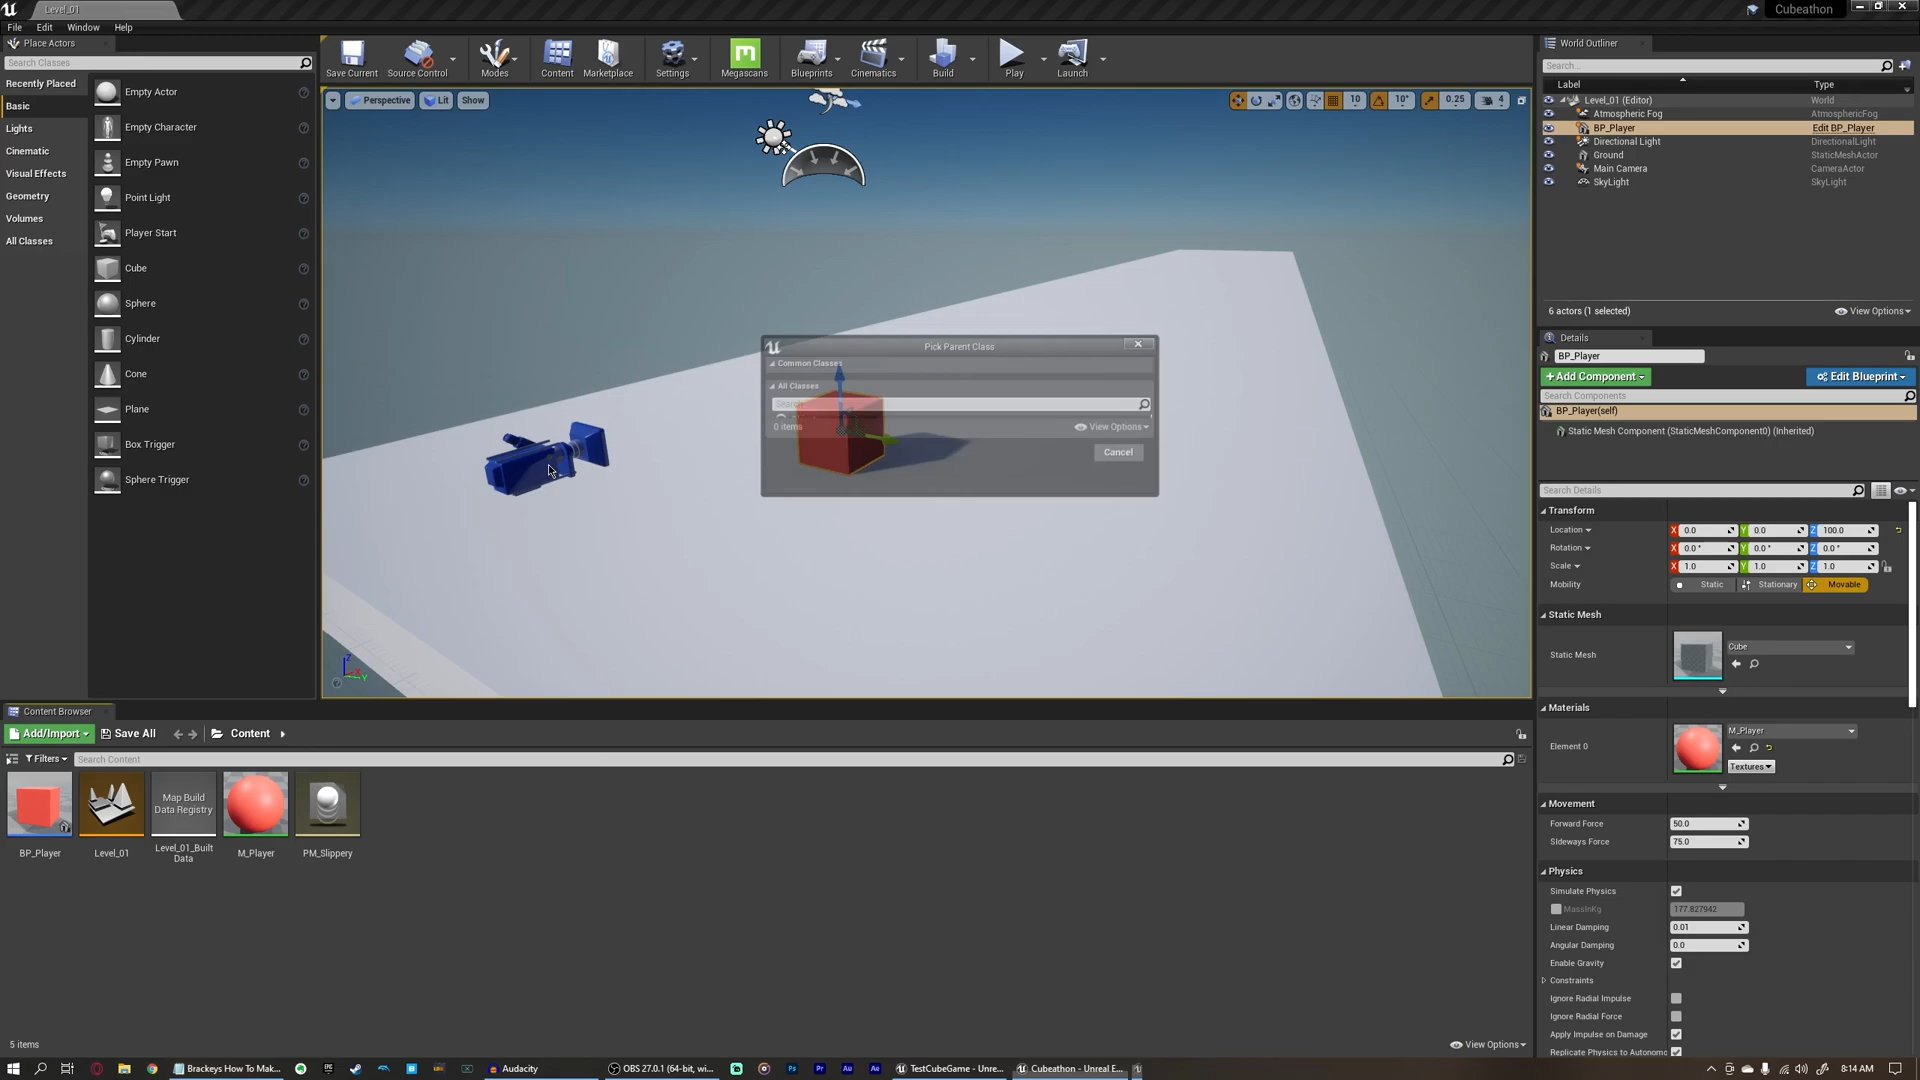 Level_01
Cubeathon
File Edit Window Help
Place Actors
Search Classes
Recently Placed
Basic
Lights
Cinematic
Visual Effects
Geometry
Volumes
All Classes
Empty Actor
Empty Character
Empty Pawn
Point Light
Player Start
Cube
Sphere
Cylinder
Cone
Plane
Box Trigger
Sphere Trigger
Save Current
Source Control
Modes
Content
Marketplace
Settings
Megascans
Blueprints
Cinematics
Build
Play
Launch
Perspective
Lit
Show
10
10°
0.25
4
Pick Parent Class
Common Classes
All Classes
Search
0 items
View Options
Cancel
World Outliner
Search...
Label Type
Level_01 (Editor) World
Atmospheric Fog AtmosphericFog
BP_Player Edit BP_Player
Directional Light DirectionalLight
Ground StaticMeshActor
Main Camera CameraActor
SkyLight SkyLight
6 actors (1 selected) View Options
Details
BP_Player
+Add Component Edit Blueprint
Search Components
BP_Player(self)
Static Mesh Component (StaticMeshComponent0) (Inherited)
Search Details
Transform
Location X 0.0 Y 0.0 Z 100.0
Rotation X 0.0 ° Y 0.0 ° Z 0.0 °
Scale X 1.0 Y 1.0 Z 1.0
Mobility Static Stationary Movable
Static Mesh
Static Mesh Cube
Materials
Element 0 M_Player
Textures
Movement
Forward Force 50.0
SIdeways Force 75.0
Physics
Simulate Physics
MassInKg 177.827942
Linear Damping 0.01
Angular Damping 0.0
Enable Gravity
Constraints
Ignore Radial Impulse
Ignore Radial Force
Apply Impulse on Damage
Replicate Physics to Autonomo
Content Browser
Add/Import Save All Content
Filters Search Content
Map Build
Data Registry
BP_Player
Level_01
Level_01_Built
Data
M_Player
PM_Slippery
5 items View Options
Brackeys How To Mak...
Audacity
OBS 27.0.1 (64-bit, wi...
Ps
Pr
Au
Ae
TestCubeGame - Unre...
Cubeathon - Unreal E...
8:14 AM